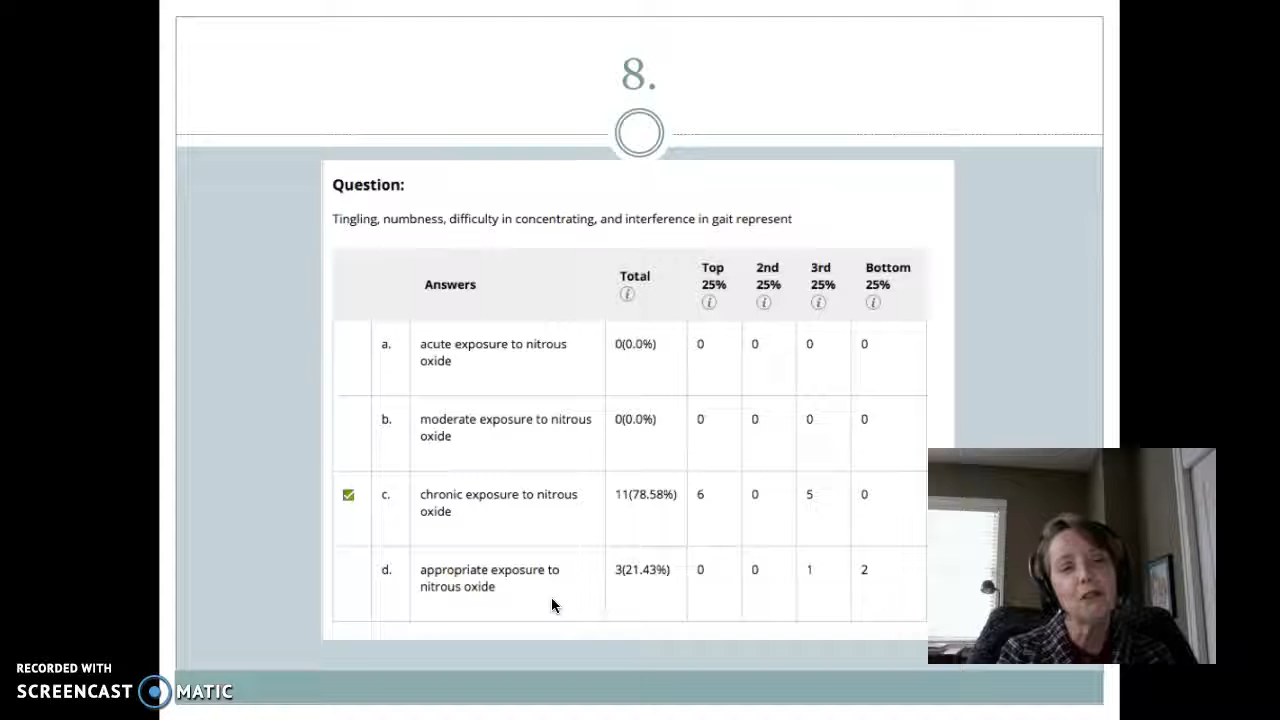 8.
Question:
Tingling, numbness, difficulty in concentrating, and interference in gait represent
Answers
Total
Top
25%
2nd
25%
3rd
25%
Bottom
25%
a.
acute exposure to nitrous
oxide
0(0.0%)
0
0
0
0
b.
moderate exposure to nitrous
oxide
0(0.0%)
0
0
0
0
c.
chronic exposure to nitrous
oxide
11(78.58%)
6
0
5
0
d.
appropriate exposure to
nitrous oxide
3(21.43%)
0
0
1
2
RECORDED WITH
SCREENCAST MATIC